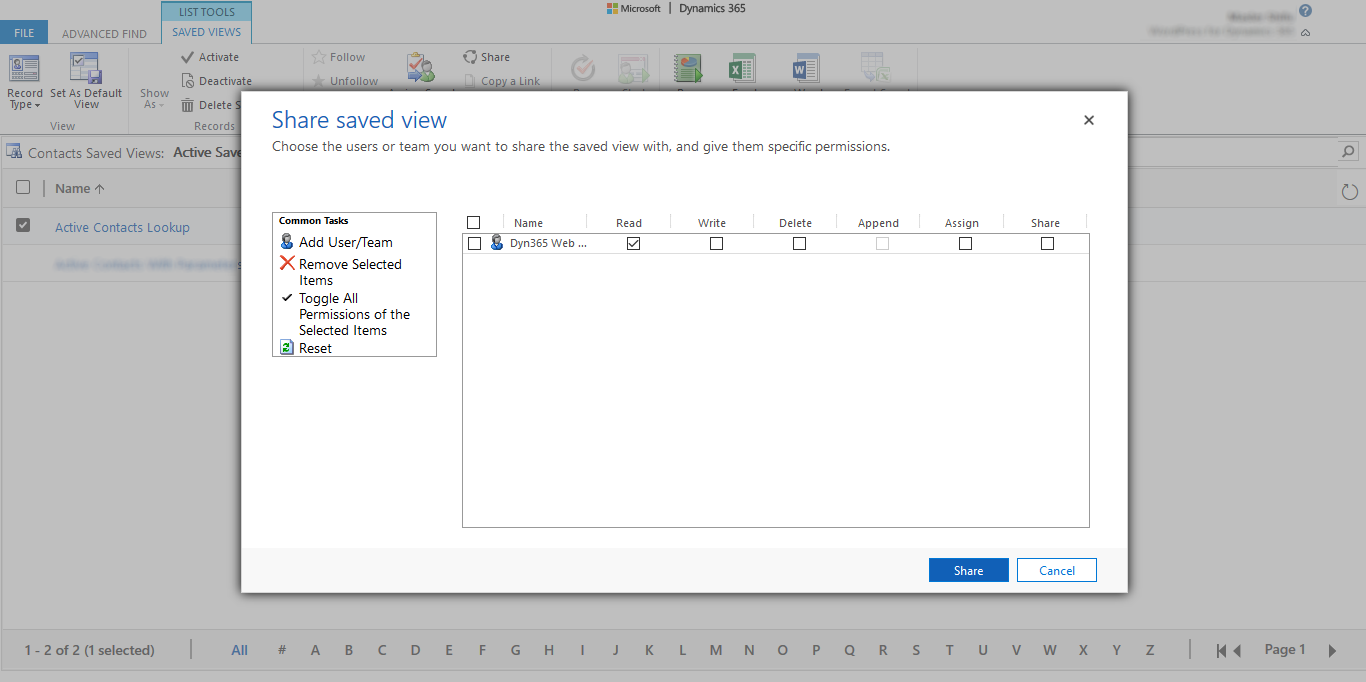 LIST TOOLS
Microsoft | Dynamics 365
FILE
ADVANCED FIND
SAVED VIEWS
Record Type
Set As Default View
View
Show As
Activate
Deactivate
Delete S
Records
Follow
Unfollow
Share
Copy a Link
Contacts Saved Views: Active Save
Name
Active Contacts Lookup
Share saved view
Choose the users or team you want to share the saved view with, and give them specific permissions.
Common Tasks
Add User/Team
Remove Selected
Items
Toggle All
Permissions of the
Selected Items
Reset
Name Read Write Delete Append Assign Share
Dyn365 Web ...
Share Cancel
1 - 2 of 2 (1 selected) All # A B C D E F G H I J K L M N O P Q R S T U V W X Y Z Page 1